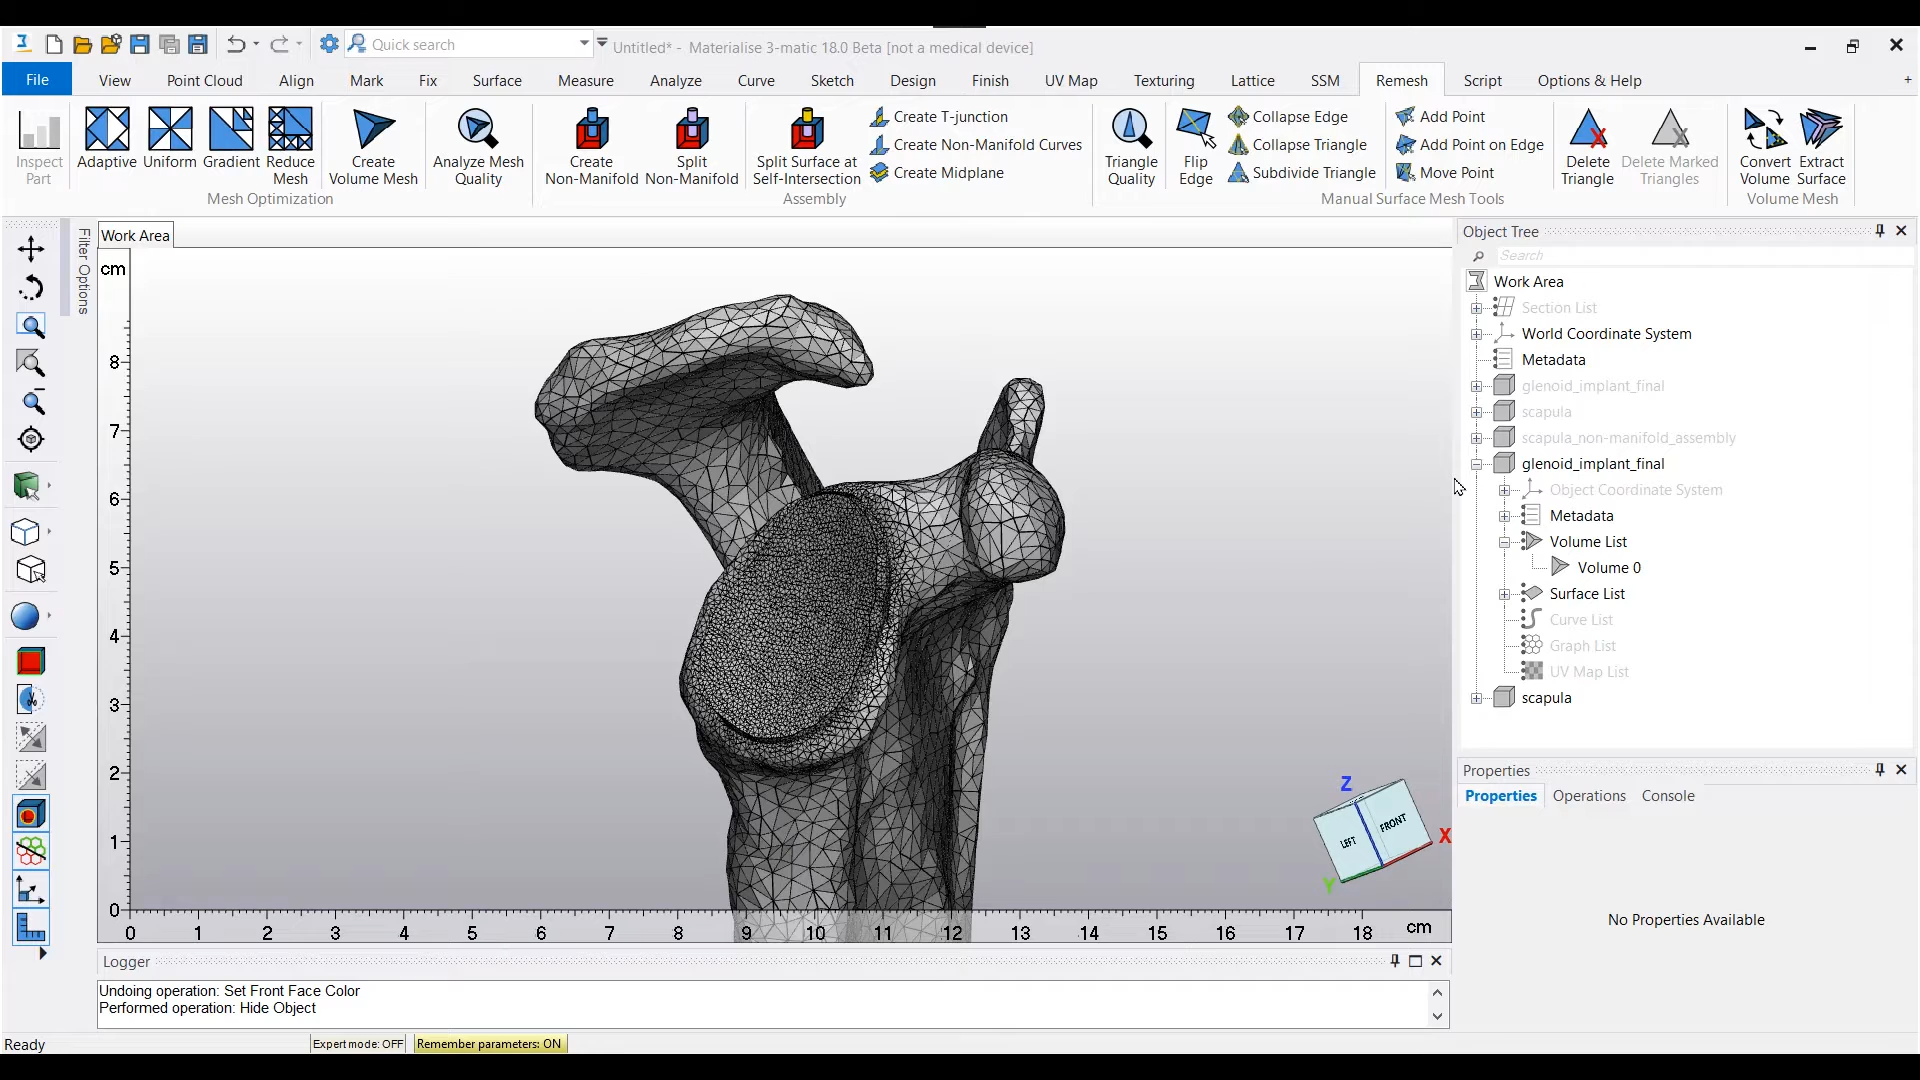 Quick search
Untitled* - Materialise 3-matic 18.0 Beta [not a medical device]
File View Point Cloud Align Mark Fix Surface Measure Analyze Curve Sketch Design Finish UV Map Texturing Lattice SSM Remesh Script Options & Help
Inspect Part
Adaptive
Uniform
Gradient
Reduce Mesh
Mesh Optimization
Create Volume Mesh
Analyze Mesh Quality
Create Non-Manifold
Split Non-Manifold
Split Surface at Self-Intersection
Create T-junction
Create Non-Manifold Curves
Create Midplane
Assembly
Triangle Quality
Flip Edge
Collapse Edge
Collapse Triangle
Subdivide Triangle
Add Point
Add Point on Edge
Move Point
Delete Triangle
Delete Marked Triangles
Manual Surface Mesh Tools
Convert Volume
Extract Surface
Volume Mesh
Filter Options
Work Area
cm
8
7
6
5
4
3
2
1
0
0 1 2 3 4 5 6 7 8 9 10 11 12 13 14 15 16 17 18 cm
Z
LEFT
FRONT
X
Y
Object Tree
Search
Work Area
Section List
World Coordinate System
Metadata
glenoid_implant_final
scapula
scapula_non-manifold_assembly
glenoid_implant_final
Object Coordinate System
Metadata
Volume List
Volume 0
Surface List
Curve List
Graph List
UV Map List
scapula
Properties
Properties Operations Console
No Properties Available
Logger
Undoing operation: Set Front Face Color
Performed operation: Hide Object
Ready
Expert mode: OFF
Remember parameters: ON